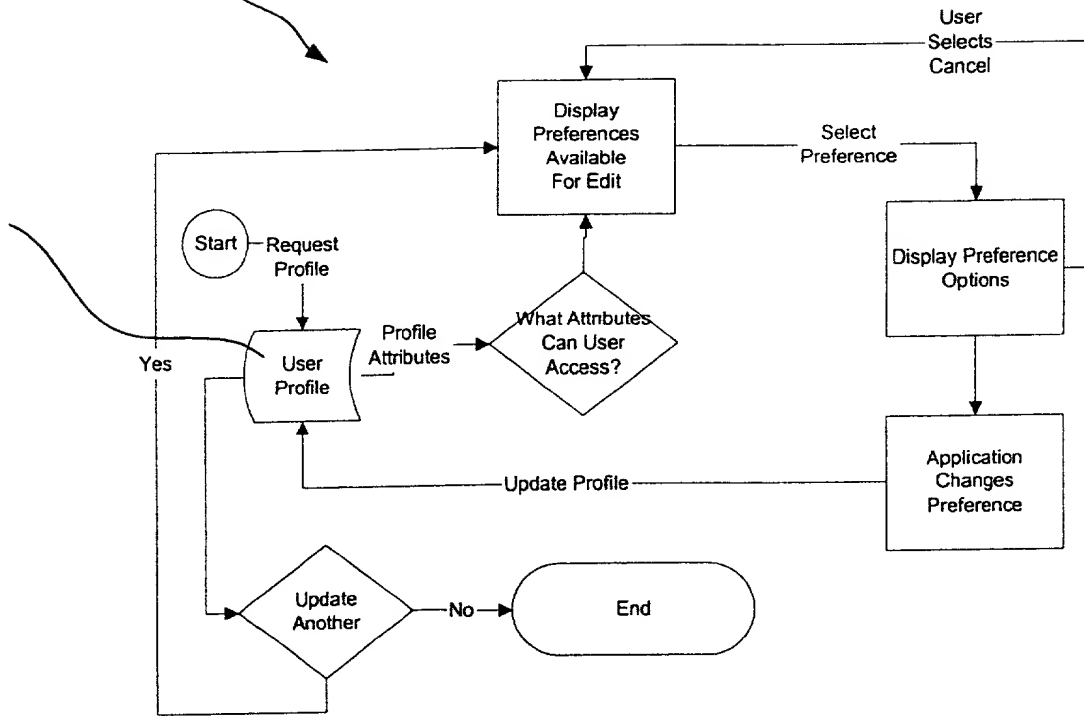 User
Selects
Cancel
Display
Preferences
Available
For Edit
Select
Preference
Start
Request
Profile
Display Preference
Options
What Attributes
Can User
Access?
Profile
Attributes
User
Profile
Yes
Application
Changes
Preference
Update Profile
Update
Another
No
End